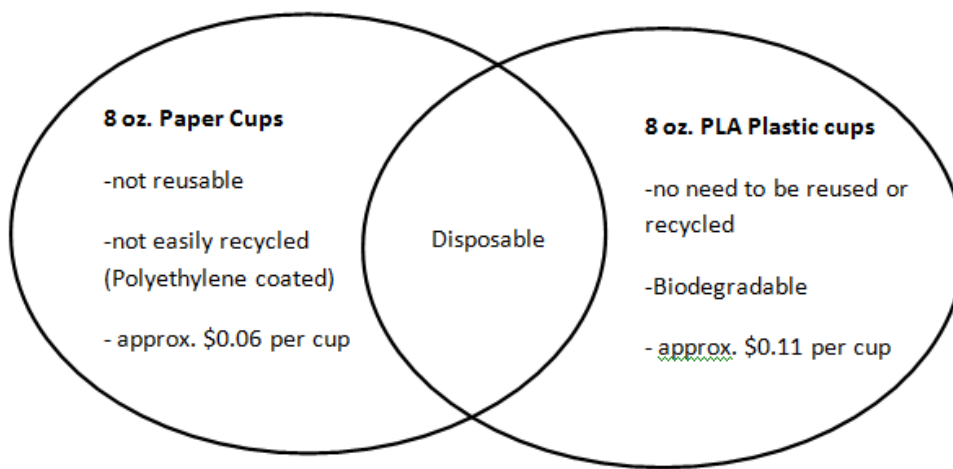 8 oz. Paper Cups
-not reusable
-not easily recycled
(Polyethylene coated)
- approx. $0.06 per cup
Disposable
8 oz. PLA Plastic cups
-no need to be reused or
recycled
-Biodegradable
- approx. $0.11 per cup